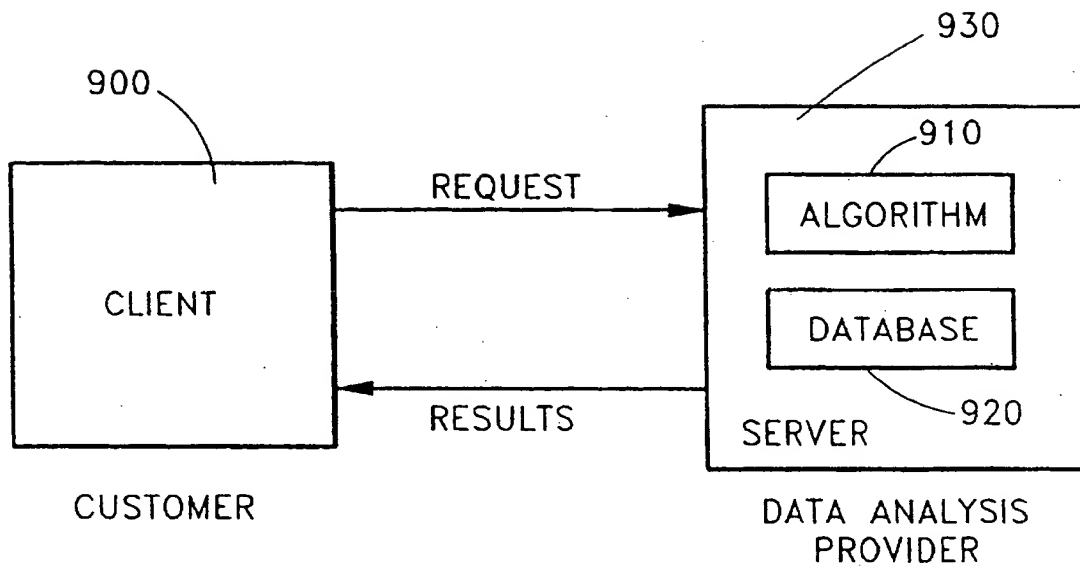 930
900
910
REQUEST
ALGORITHM
CLIENT
DATABASE
RESULTS
920
SERVER
CUSTOMER
DATA ANALYSIS
PROVIDER